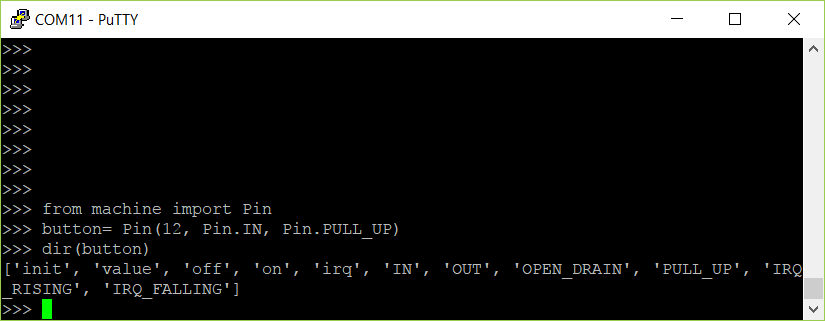 COM11 - PuTTY
>>>
>>>
>>>
>>>
>>>
>>>
>>>
>>>
>>> from machine import Pin
>>> button= Pin(12, Pin.IN, Pin.PULL_UP)
>>> dir(button)
['init', 'value', 'off', 'on', 'irq', 'IN', 'OUT', 'OPEN_DRAIN', 'PULL_UP', 'IRQ
_RISING', 'IRQ_FALLING']
>>>